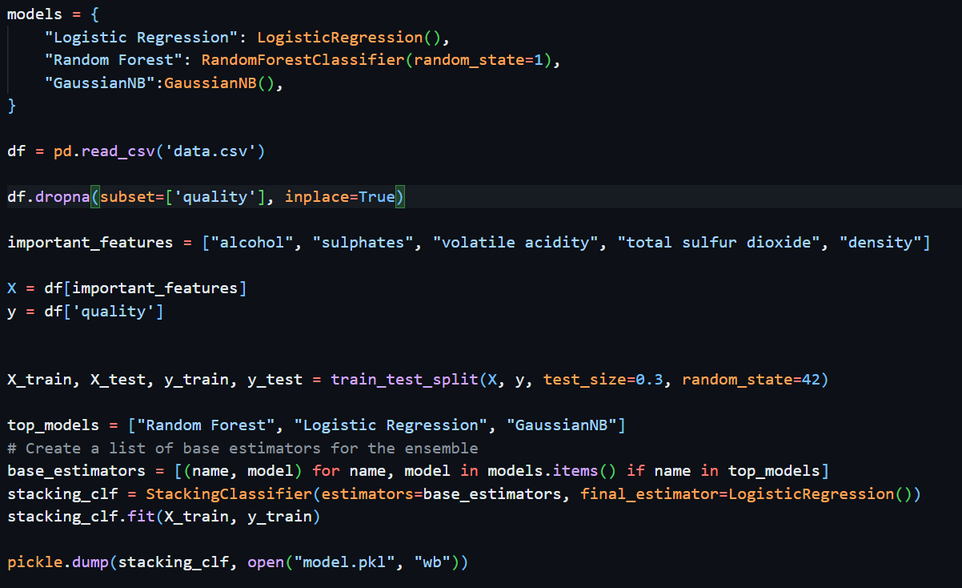 models = {
    "Logistic Regression": LogisticRegression(),
    "Random Forest": RandomForestClassifier(random_state=1),
    "GaussianNB":GaussianNB(),
}
df = pd.read_csv('data.csv')
df.dropna(subset=['quality'], inplace=True)
important_features = ["alcohol", "sulphates", "volatile acidity", "total sulfur dioxide", "density"]
X = df[important_features]
y = df['quality']
X_train, X_test, y_train, y_test = train_test_split(X, y, test_size=0.3, random_state=42)
top_models = ["Random Forest", "Logistic Regression", "GaussianNB"]
# Create a list of base estimators for the ensemble
base_estimators = [(name, model) for name, model in models.items() if name in top_models]
stacking_clf = StackingClassifier(estimators=base_estimators, final_estimator=LogisticRegression())
stacking_clf.fit(X_train, y_train)
pickle.dump(stacking_clf, open("model.pkl", "wb"))